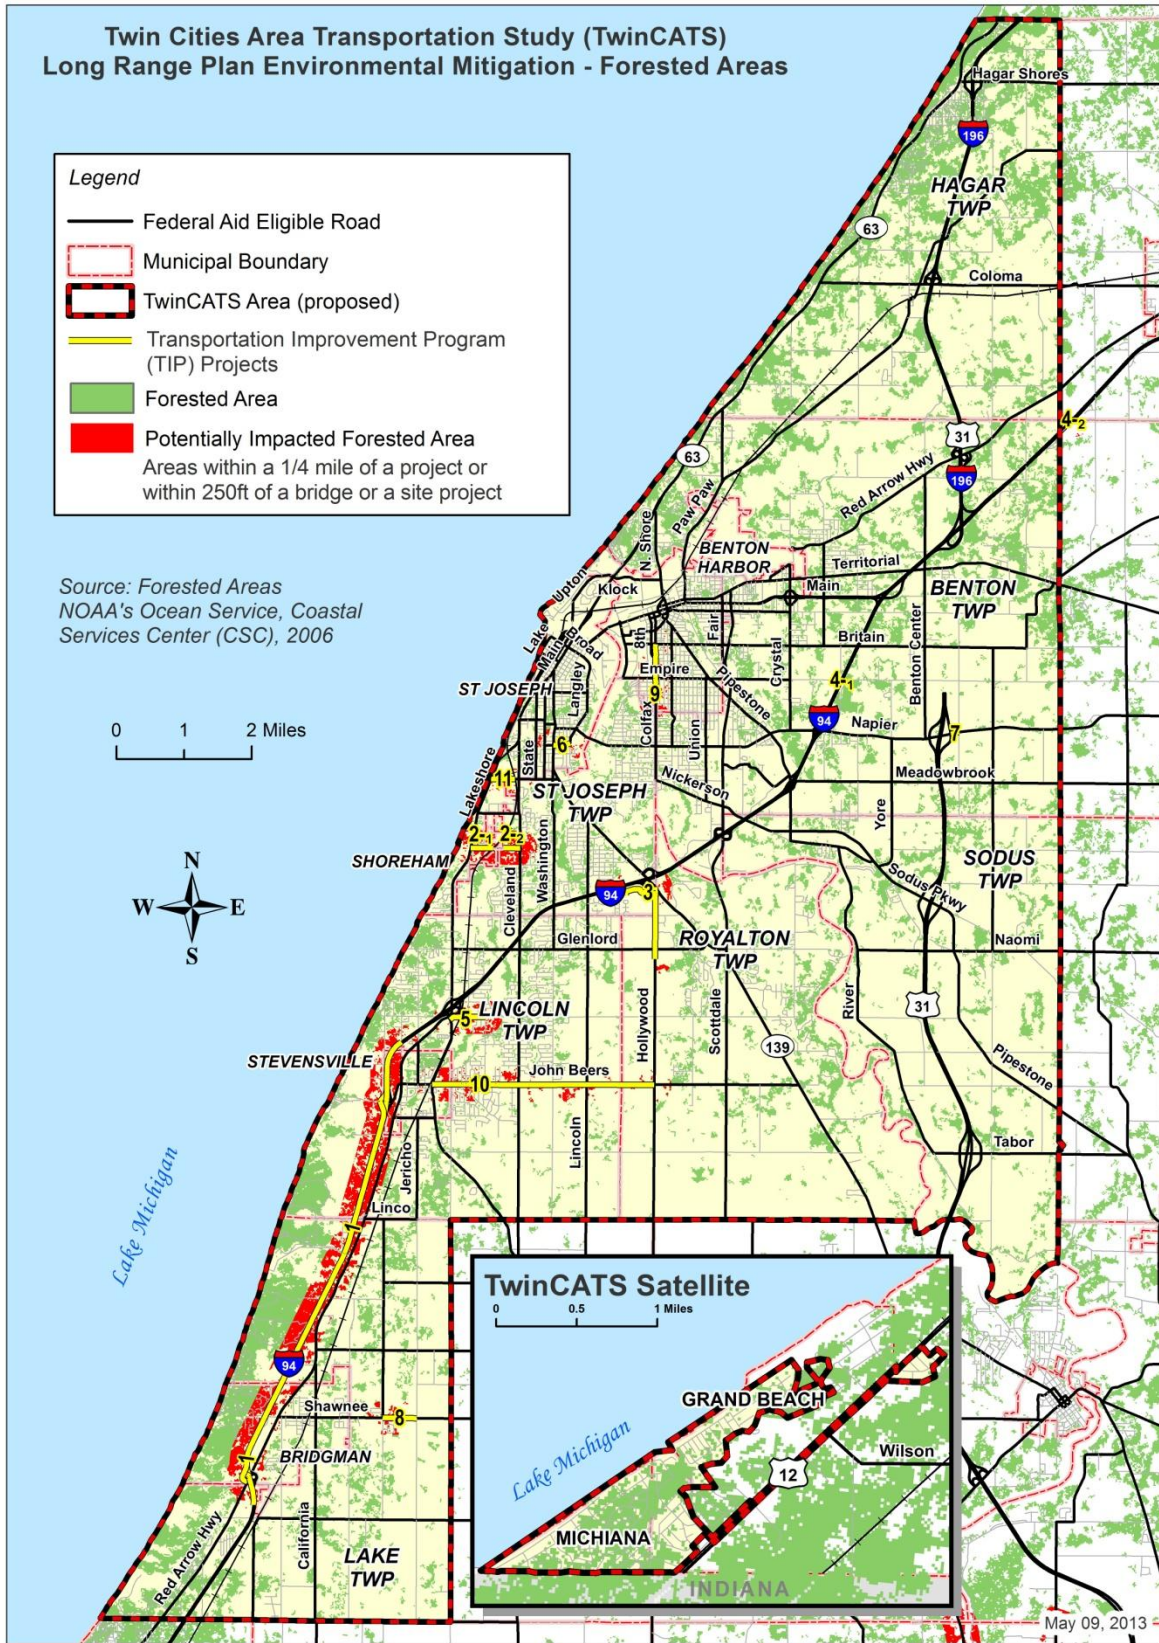 Twin Cities Area Transportation Study (TwinCATS)
Long Range Plan Environmental Mitigation - Forested Areas
Legend
Federal Aid Eligible Road
Municipal Boundary
TwinCATS Area (proposed)
Transportation Improvement Program
(TIP) Projects
Forested Area
Potentially Impacted Forested Area
Areas within a 1/4 mile of a project or
within 250ft of a bridge or a site project
Source: Forested Areas
NOAA's Ocean Service, Coastal
Services Center (CSC), 2006
0 1 2 Miles
N
W E
S
Hagar Shores
196
HAGAR
TWP
63
Coloma
4-2
31
63
196
Red Arrow Hwy
Paw Paw
N. Shore
BENTON
HARBOR
Territorial
Upton
Klock
Main
BENTON
TWP
Lake
Main
Broad
8th
Fair
Britain
Benton Center
Crystal
Empire
Pipestone
4-1
ST JOSEPH
Langley
9
94
Napier
Colfax
Union
7
6
State
Lakeshore
11
ST JOSEPH
TWP
Nickerson
Meadowbrook
Yore
2-1
2-2
SHOREHAM
Washington
Cleveland
SODUS
TWP
Sodus Pkwy
94
3
Glenlord
ROYALTON
TWP
Naomi
River
31
5
LINCOLN
TWP
Hollywood
Scottdale
139
STEVENSVILLE
John Beers
10
Pipestone
Lincoln
Tabor
Jericho
Linco
Lake Michigan
1
94
Shawnee
8
1
BRIDGMAN
California
Red Arrow Hwy
LAKE
TWP
TwinCATS Satellite
0 0.5 1 Miles
GRAND BEACH
Lake Michigan
Wilson
12
MICHIANA
INDIANA
May 09, 2013